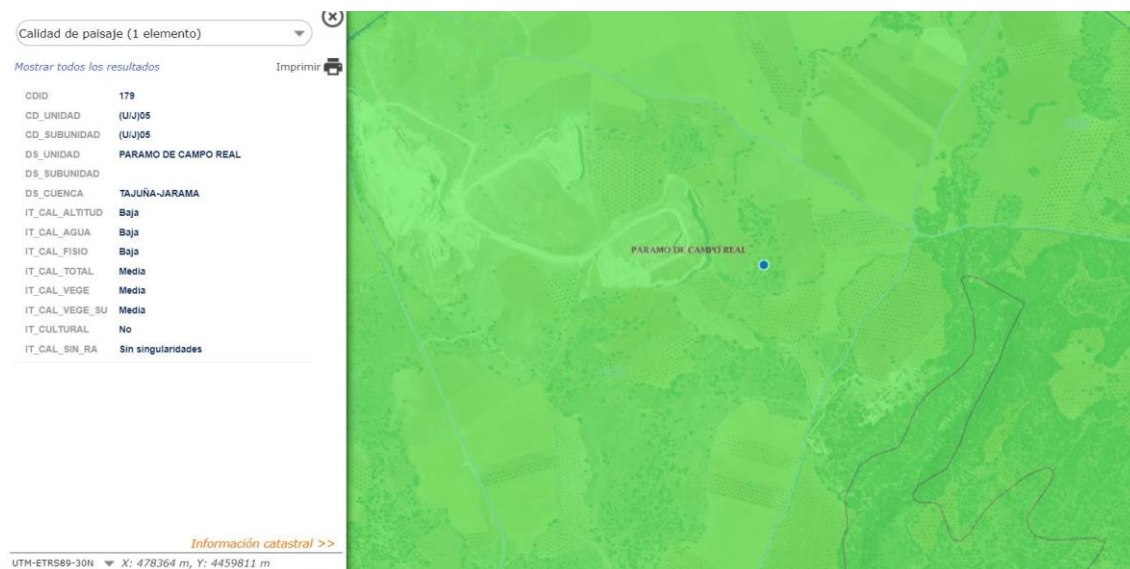 Calidad de paisaje (1 elemento)
Mostrar todos los resultados Imprimir
CDID 179
CD_UNIDAD (U/J)05
CD_SUBUNIDAD (U/J)05
DS_UNIDAD PARAMO DE CAMPO REAL
DS_SUBUNIDAD
DS_CUENCA TAJUÑA-JARAMA
IT_CAL_ALTITUD Baja
IT_CAL_AGUA Baja
IT_CAL_FISIO Baja
IT_CAL_TOTAL Media
IT_CAL_VEGE Media
IT_CAL_VEGE_SU Media
IT_CULTURAL No
IT_CAL_SIN_RA Sin singularidades
PARAMO DE CAMPO REAL
Información catastral >>
UTM-ETRS89-30N X: 478364 m, Y: 4459811 m